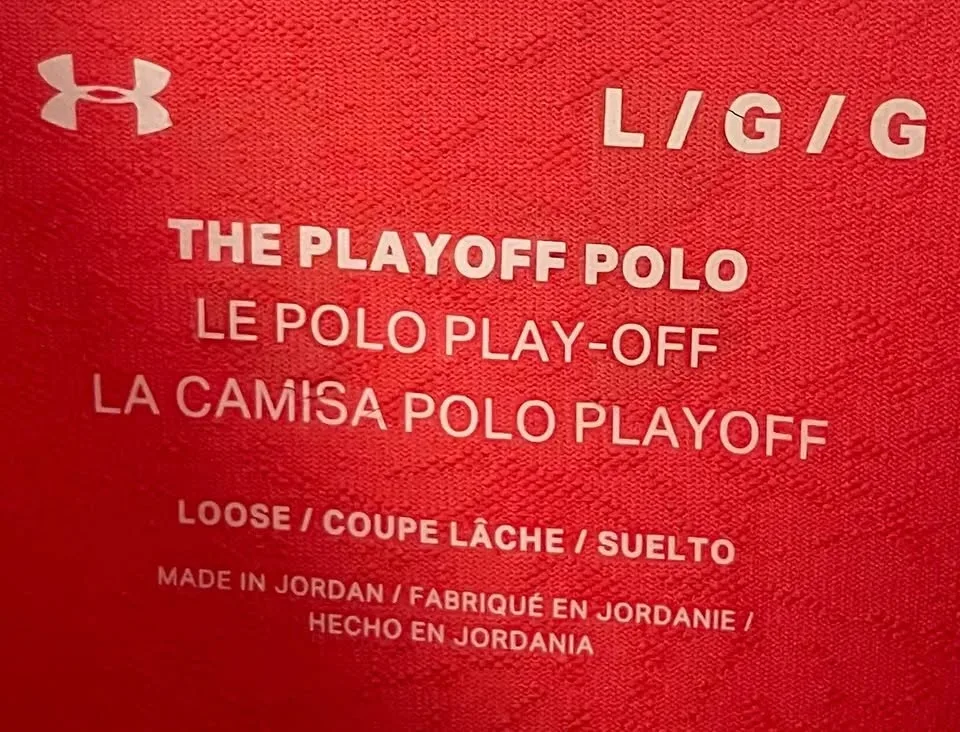 L / G / G
THE PLAYOFF POLO
LE POLO PLAY-OFF
LA CAMISA POLO PLAYOFF
LOOSE / COUPE LÂCHE / SUELTO
MADE IN JORDAN / FABRIQUÉ EN JORDANIE /
HECHO EN JORDANIA